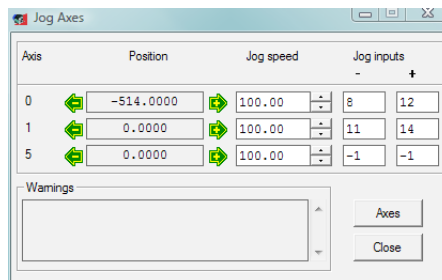 Jog Axes
Axis Position Jog speed Jog inputs
- +
0 -514.0000 100.00 8 12
1 0.0000 100.00 11 14
5 0.0000 100.00 -1 -1
Warnings
Axes
Close